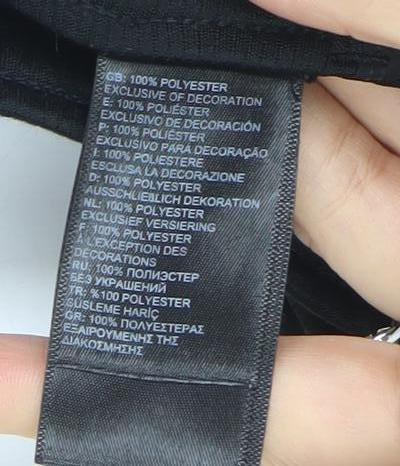 GB: 100% POLYESTER
EXCLUSIVE OF DECORATION
E: 100% POLIÉSTER
EXCLUSIVO DE DECORACIÓN
P: 100% POLIÉSTER
EXCLUSIVO PARA DECORAÇÃO
I: 100% POLIESTERE
ESCLUSA LA DECORAZIONE
D: 100% POLYESTER
AUSSCHLIEßLICH DEKORATION
NL: 100% POLYESTER
EXCLUSIEF VERSIERING
F: 100% POLYESTER
A L'EXCEPTION DES
DÉCORATIONS
RU: 100% ПОЛИЭСТЕР
БЕЗ УКРАШЕНИЙ
TR: %100 POLYESTER
SÜSLEME HARİÇ
GR: 100% ΠΟΛΥΕΣΤΕΡΑΣ
ΕΞΑΙΡΟΥΜΕΝΗΣ ΤΗΣ
ΔΙΑΚΟΣΜΗΣΗΣ